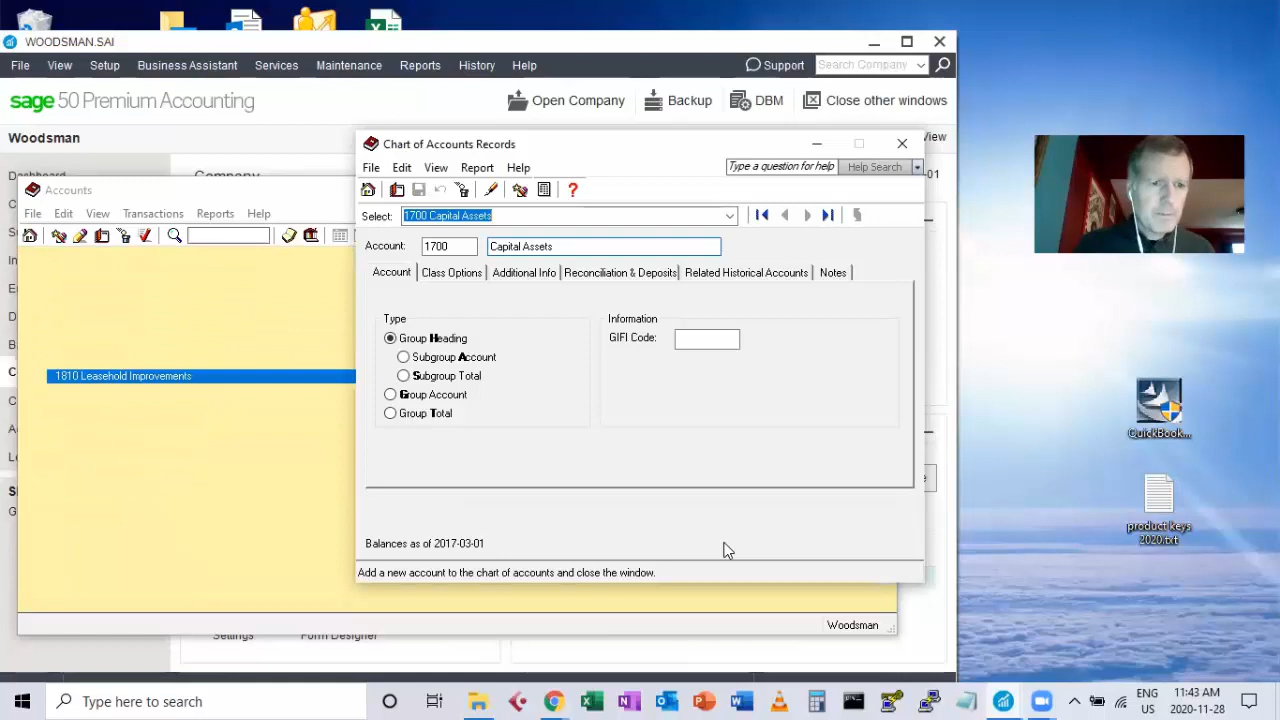 WOODSMAN.SAI
File View Setup Business Assistant Services Maintenance Reports History Help
Support
Search Company
sage 50 Premium Accounting
Open Company
Backup
DBM
Close other windows
Woodsman
View
Dashboard
Company
01
Chart of Accounts Records
File Edit View Report Help
Type a question for help
Help Search
Select: 1700 Capital Assets
Account: 1700 Capital Assets
Account Class Options Additional Info Reconciliation & Deposits Related Historical Accounts Notes
Type
Group Heading
Subgroup Account
Subgroup Total
Group Account
Group Total
Information
GIFI Code:
Balances as of 2017-03-01
Add a new account to the chart of accounts and close the window.
Accounts
File Edit View Transactions Reports Help
1810 Leasehold Improvements
Woodsman
Settings
Form Designer
QuickBook...
product keys
2020.txt
Type here to search
ENG
US
11:43 AM
2020-11-28